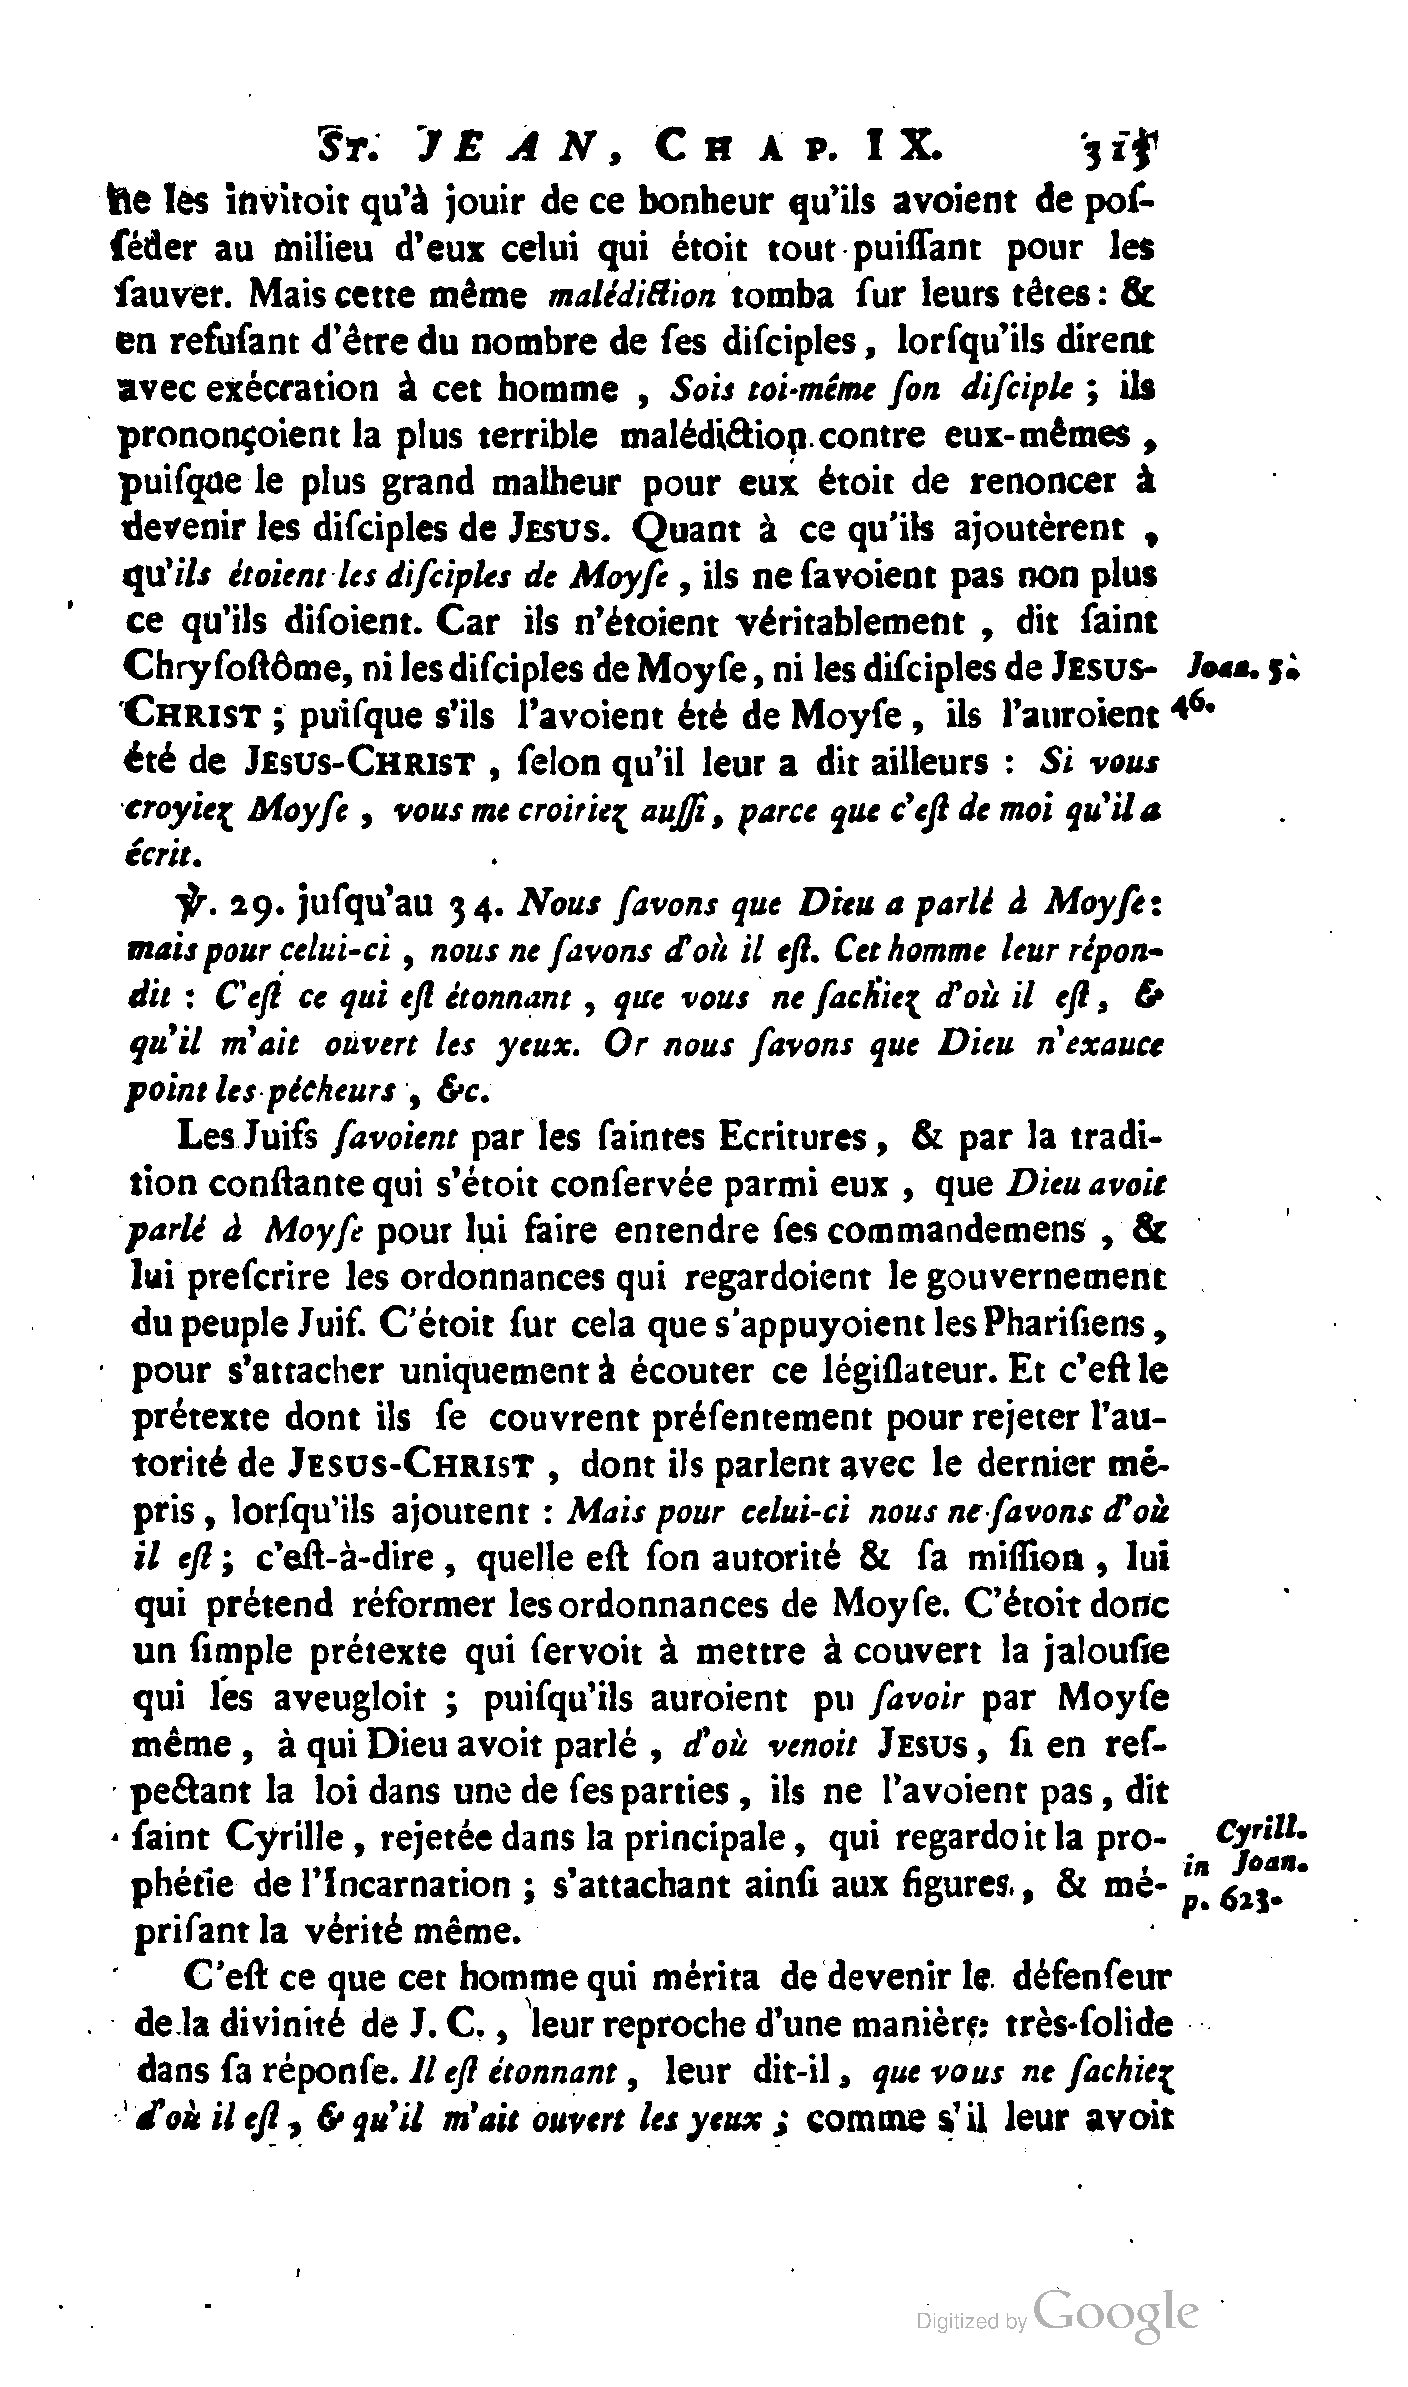 St. JEAN, CHAP. IX. 315
ne les invitoit qu'à jouir de ce bonheur qu'ils avoient de poſ-
ſéder au milieu d'eux celui qui étoit tout puiſſant pour les
ſauver. Mais cette même malédiction tomba ſur leurs têtes: &
en refuſant d'être du nombre de ſes diſciples, lorſqu'ils dirent
avec exécration à cet homme, Sois toi-même ſon diſciple; ils
prononçoient la plus terrible malédiction contre eux-mêmes,
puiſque le plus grand malheur pour eux étoit de renoncer à
devenir les diſciples de JESUS. Quant à ce qu'ils ajoutèrent,
qu'ils étoient les diſciples de Moyſe, ils ne ſavoient pas non plus
ce qu'ils diſoient. Car ils n'étoient véritablement, dit ſaint
Chryſoſtôme, ni les diſciples de Moyſe, ni les diſciples de JESUS- Joan. 5.
CHRIST; puiſque s'ils l'avoient été de Moyſe, ils l'auroient 46.
été de JESUS-CHRIST, ſelon qu'il leur a dit ailleurs : Si vous
croyiez Moyſe, vous me croiriez auſſi, parce que c'eſt de moi qu'il a
écrit.
℣. 29. juſqu'au 34. Nous ſavons que Dieu a parlé à Moyſe:
mais pour celui-ci, nous ne ſavons d'où il eſt. Cet homme leur répon-
dit : C'eſt ce qui eſt étonnant, que vous ne ſachiez d'où il eſt, &
qu'il m'ait ouvert les yeux. Or nous ſavons que Dieu n'exauce
point les pécheurs, &c.
Les Juifs ſavoient par les ſaintes Ecritures, & par la tradi-
tion conſtante qui s'étoit conſervée parmi eux, que Dieu avoit
parlé à Moyſe pour lui faire entendre ſes commandemens, &
lui preſcrire les ordonnances qui regardoient le gouvernement
du peuple Juif. C'étoit ſur cela que s'appuyoient les Phariſiens,
pour s'attacher uniquement à écouter ce légiſlateur. Et c'eſt le
prétexte dont ils ſe couvrent préſentement pour rejeter l'au-
torité de JESUS-CHRIST, dont ils parlent avec le dernier mé-
pris, lorſqu'ils ajoutent : Mais pour celui-ci nous ne ſavons d'où
il eſt; c'eſt-à-dire, quelle eſt ſon autorité & ſa miſſion, lui
qui prétend réformer les ordonnances de Moyſe. C'étoit donc
un ſimple prétexte qui ſervoit à mettre à couvert la jalouſie
qui les aveugloit; puiſqu'ils auroient pu ſavoir par Moyſe
même, à qui Dieu avoit parlé, d'où venoit JESUS, ſi en reſ-
pectant la loi dans une de ſes parties, ils ne l'avoient pas, dit
ſaint Cyrille, rejetée dans la principale, qui regardoit la pro- Cyrill.
phétie de l'Incarnation; s'attachant ainſi aux figures, & mé- in Joan.
p. 623.
priſant la vérité même.
C'eſt ce que cet homme qui mérita de devenir le défenſeur
de la divinité de J. C., leur reproche d'une manière très-ſolide
dans ſa réponſe. Il eſt étonnant, leur dit-il, que vous ne ſachiez
d'où il eſt, & qu'il m'ait ouvert les yeux; comme s'il leur avoit
Digitized by Google